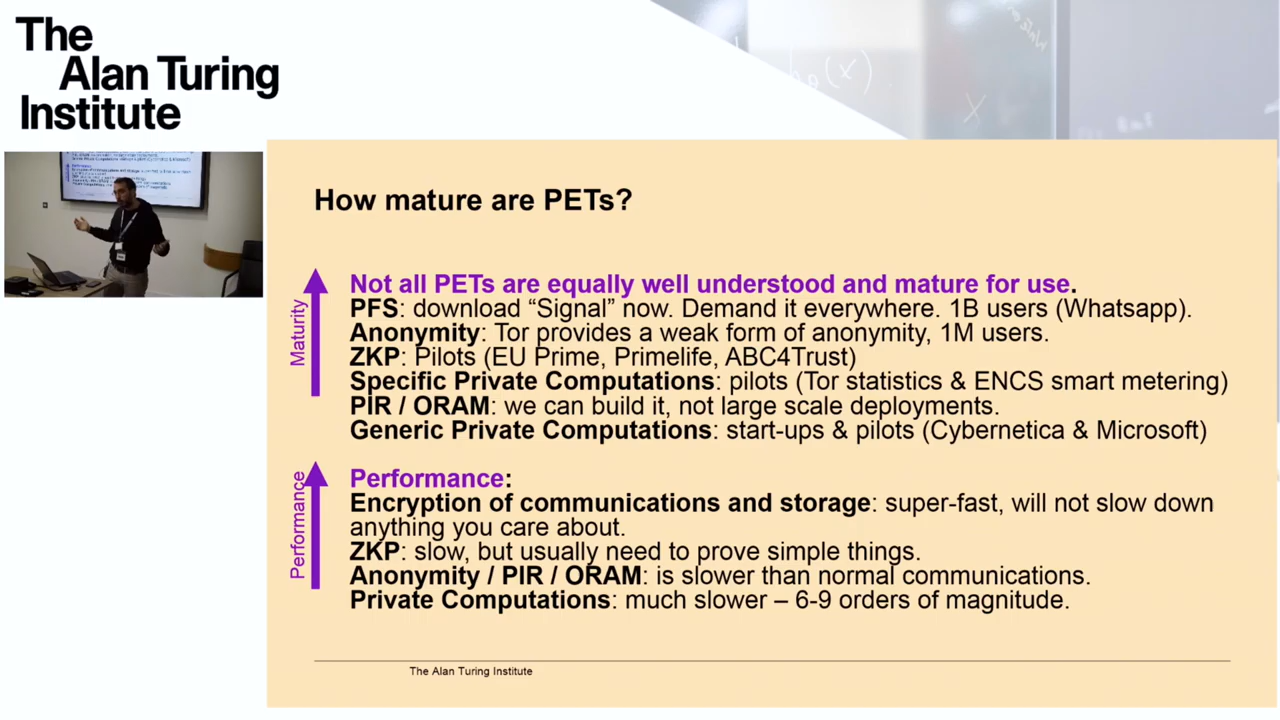 The
Alan Turing
Institute
How mature are PETs?
Maturity
Not all PETs are equally well understood and mature for use.
PFS: download “Signal” now. Demand it everywhere. 1B users (Whatsapp).
Anonymity: Tor provides a weak form of anonymity, 1M users.
ZKP: Pilots (EU Prime, Primelife, ABC4Trust)
Specific Private Computations: pilots (Tor statistics & ENCS smart metering)
PIR / ORAM: we can build it, not large scale deployments.
Generic Private Computations: start-ups & pilots (Cybernetica & Microsoft)
Performance
Performance:
Encryption of communications and storage: super-fast, will not slow down
anything you care about.
ZKP: slow, but usually need to prove simple things.
Anonymity / PIR / ORAM: is slower than normal communications.
Private Computations: much slower – 6-9 orders of magnitude.
The Alan Turing Institute